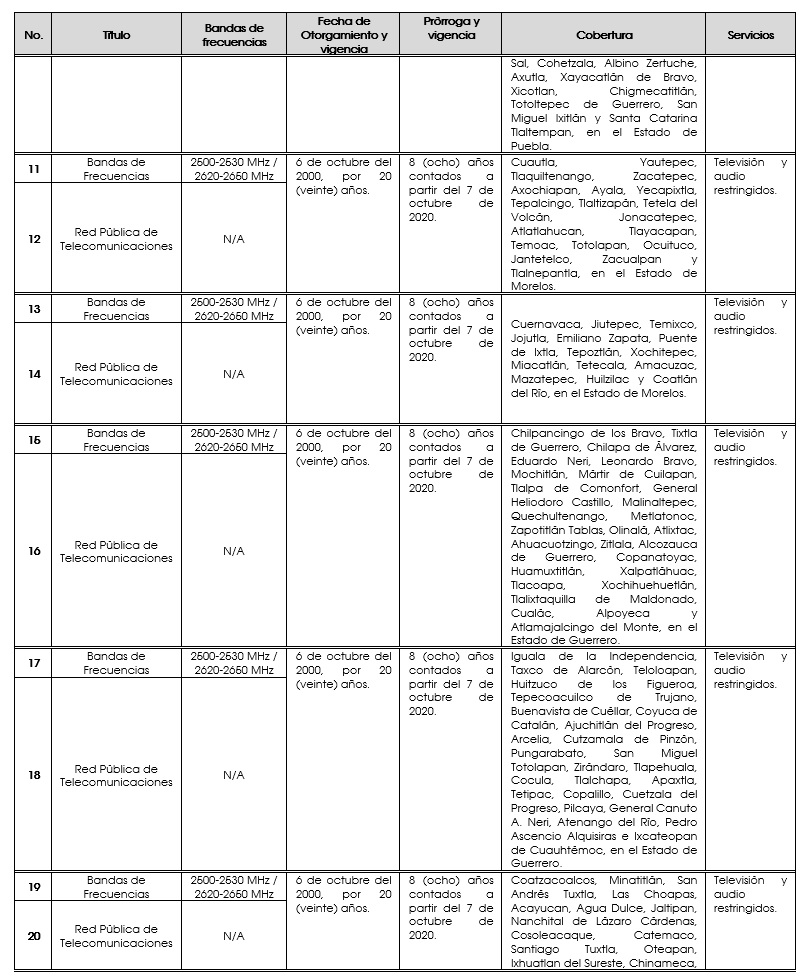 No.
Título
Bandas de
frecuencias
Fecha de
Otorgamiento y
vigencia
Prórroga y
vigencia
Cobertura
Servicios
Sal, Cohetzala, Albino Zertuche,
Axutla, Xayacatlán de Bravo,
Xicotlan, Chigmecatitlán,
Totoltepec de Guerrero, San
Miguel Ixitlán y Santa Catarina
Tlaltempan, en el Estado de
Puebla.
11
Bandas de
Frecuencias
2500-2530 MHz /
2620-2650 MHz
6 de octubre del
2000, por 20
(veinte) años.
8 (ocho) años
contados a
partir del 7 de
octubre de
2020.
Cuautla, Yautepec,
Tlaquiltenango, Zacatepec,
Axochiapan, Ayala, Yecapixtla,
Tepalcingo, Tlaltizapán, Tetela del
Volcán, Jonacatepec,
Atlatlahucan, Tlayacapan,
Temoac, Totolapan, Ocuituco,
Jantetelco, Zacualpan y
Tlalnepantla, en el Estado de
Morelos.
Televisión y
audio
restringidos.
12
Red Pública de
Telecomunicaciones
N/A
13
Bandas de
Frecuencias
2500-2530 MHz /
2620-2650 MHz
6 de octubre del
2000, por 20
(veinte) años.
8 (ocho) años
contados a
partir del 7 de
octubre de
2020.
Cuernavaca, Jiutepec, Temixco,
Jojutla, Emiliano Zapata, Puente
de Ixtla, Tepoztlán, Xochitepec,
Miacatlán, Tetecala, Amacuzac,
Mazatepec, Huilzilac y Coatlán
del Río, en el Estado de Morelos.
Televisión y
audio
restringidos.
14
Red Pública de
Telecomunicaciones
N/A
15
Bandas de
Frecuencias
2500-2530 MHz /
2620-2650 MHz
6 de octubre del
2000, por 20
(veinte) años.
8 (ocho) años
contados a
partir del 7 de
octubre de
2020.
Chilpancingo de los Bravo, Tixtla
de Guerrero, Chilapa de Álvarez,
Eduardo Neri, Leonardo Bravo,
Mochitlán, Mártir de Cuilapan,
Tlalpa de Comonfort, General
Heliodoro Castillo, Malinaltepec,
Quechultenango, Metlatonoc,
Zapotitlán Tablas, Olinalá, Atlixtac,
Ahuacuotzingo, Zitlala, Alcozauca
de Guerrero, Copanatoyac,
Huamuxtitlán, Xalpatláhuac,
Tlacoapa, Xochihuehuetlán,
Tlalixtaquilla de Maldonado,
Cualác, Alpoyeca y
Atlamajalcingo del Monte, en el
Estado de Guerrero.
Televisión y
audio
restringidos.
16
Red Pública de
Telecomunicaciones
N/A
17
Bandas de
Frecuencias
2500-2530 MHz /
2620-2650 MHz
6 de octubre del
2000, por 20
(veinte) años.
8 (ocho) años
contados a
partir del 7 de
octubre de
2020.
Iguala de la Independencia,
Taxco de Alarcón, Teloloapan,
Huitzuco de los Figueroa,
Tepecoacuilco de Trujano,
Buenavista de Cuéllar, Coyuca de
Catalán, Ajuchitlán del Progreso,
Arcelia, Cutzamala de Pinzón,
Pungarabato, San Miguel
Totolapan, Zirándaro, Tlapehuala,
Cocula, Tlalchapa, Apaxtla,
Tetipac, Copalillo, Cuetzala del
Progreso, Pilcaya, General Canuto
A. Neri, Atenango del Río, Pedro
Ascencio Alquisiras e Ixcateopan
de Cuauhtémoc, en el Estado de
Guerrero.
Televisión y
audio
restringidos.
18
Red Pública de
Telecomunicaciones
N/A
19
Bandas de
Frecuencias
2500-2530 MHz /
2620-2650 MHz
6 de octubre del
2000, por 20
(veinte) años.
8 (ocho) años
contados a
partir del 7 de
octubre de
2020.
Coatzacoalcos, Minatitlán, San
Andrés Tuxtla, Las Choapas,
Acayucan, Agua Dulce, Jaltipan,
Nanchital de Lázaro Cárdenas,
Cosoleacaque, Catemaco,
Santiago Tuxtla, Oteapan,
Ixhuatlan del Sureste, Chinameca,
Televisión y
audio
restringidos.
20
Red Pública de
Telecomunicaciones
N/A